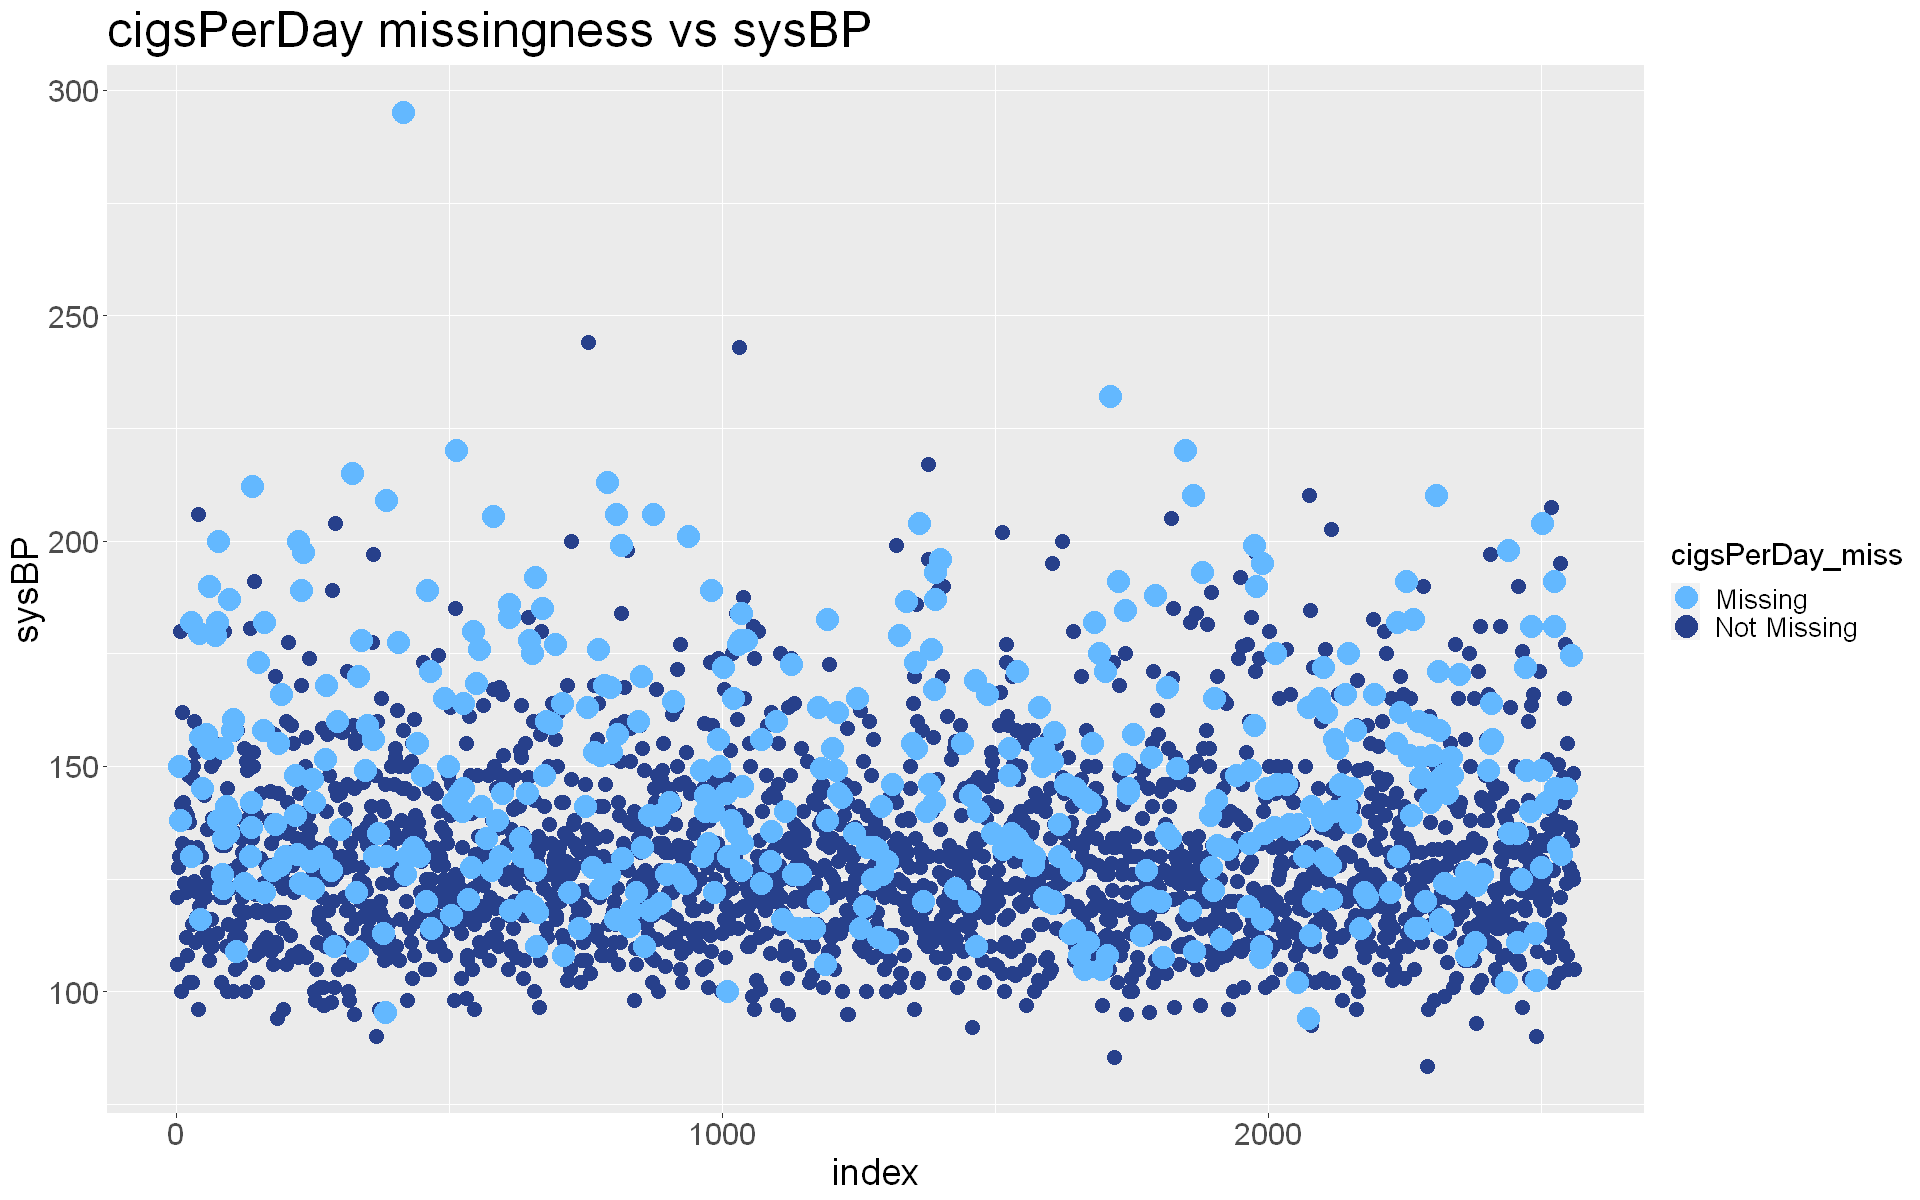 cigsPerDay missingness vs sysBP
300
250
200
150
100
sysBP
0 1000 2000
index
cigsPerDay_miss
Missing
Not Missing